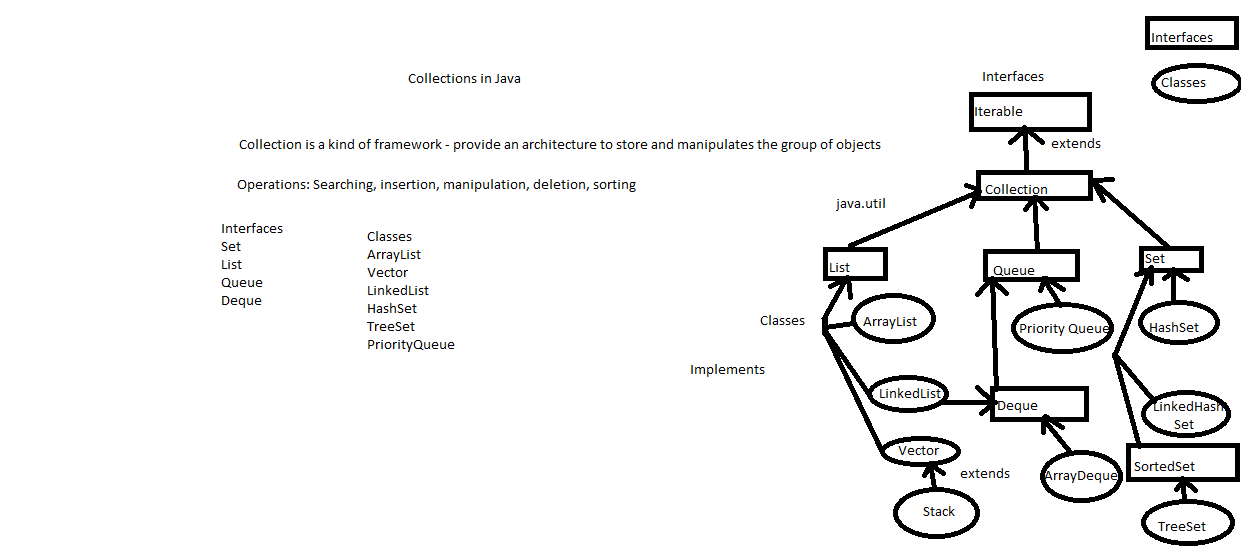 Collections in Java
Collection is a kind of framework - provide an architecture to store and manipulates the group of objects
Operations: Searching, insertion, manipulation, deletion, sorting
Interfaces
Set
List
Queue
Deque
Classes
ArrayList
Vector
LinkedList
HashSet
TreeSet
PriorityQueue
Interfaces
Classes
Interfaces
Iterable
extends
Collection
java.util
List
Queue
Set
Classes
ArrayList
Priority Queue
HashSet
Implements
LinkedList
Deque
LinkedHash
Set
Vector
extends
ArrayDeque
SortedSet
Stack
TreeSet